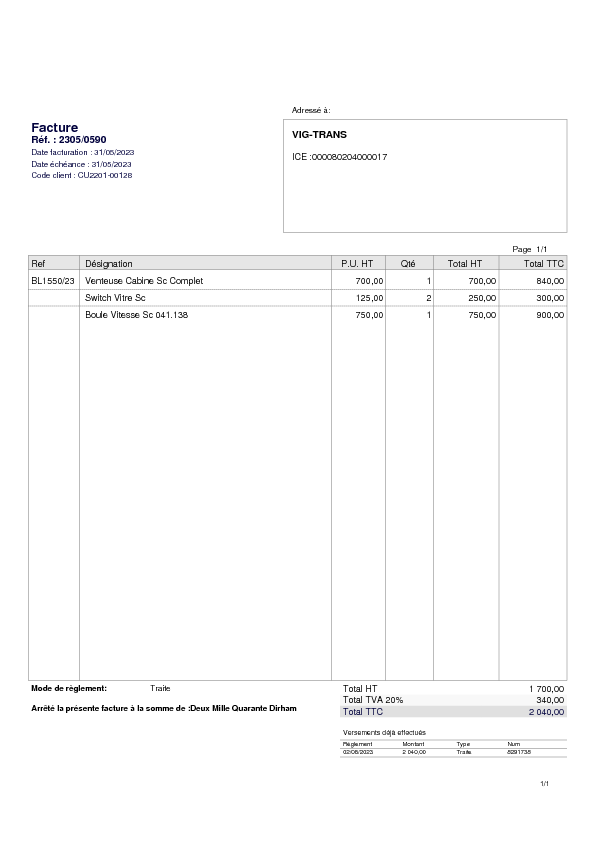 Adressé à:
Facture
Réf. : 2305/0590
Date facturation : 31/05/2023
Date échéance : 31/05/2023
Code client : CU2201-00128
VIG-TRANS
ICE :000080204000017
Page 1/1
Ref Désignation P.U. HT Qté Total HT Total TTC
BL1550/23 Venteuse Cabine Sc Complet 700,00 1 700,00 840,00
Switch Vitre Sc 125,00 2 250,00 300,00
Boule Vitesse Sc 041.138 750,00 1 750,00 900,00
Mode de règlement: Traite
Total HT 1 700,00
Total TVA 20% 340,00
Arrêté la présente facture à la somme de :Deux Mille Quarante Dirham
Total TTC 2 040,00
Versements déjà effectués
Règlement Montant Type Num
02/08/2023 2 040,00 Traite 8291738
1/1